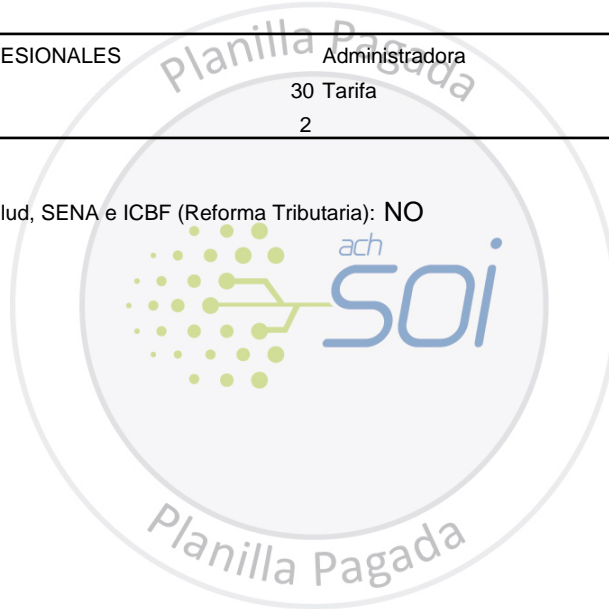 Planilla Pagada
ESIONALES Administradora
30 Tarifa
2
lud, SENA e ICBF (Reforma Tributaria): NO
ach
soi
Planilla Pagada